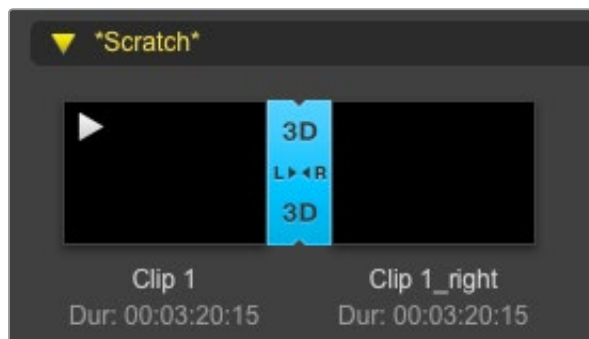 *Scratch*
3D
L▶◀R
3D
Clip 1 Clip 1_right
Dur: 00:03:20:15 Dur: 00:03:20:15